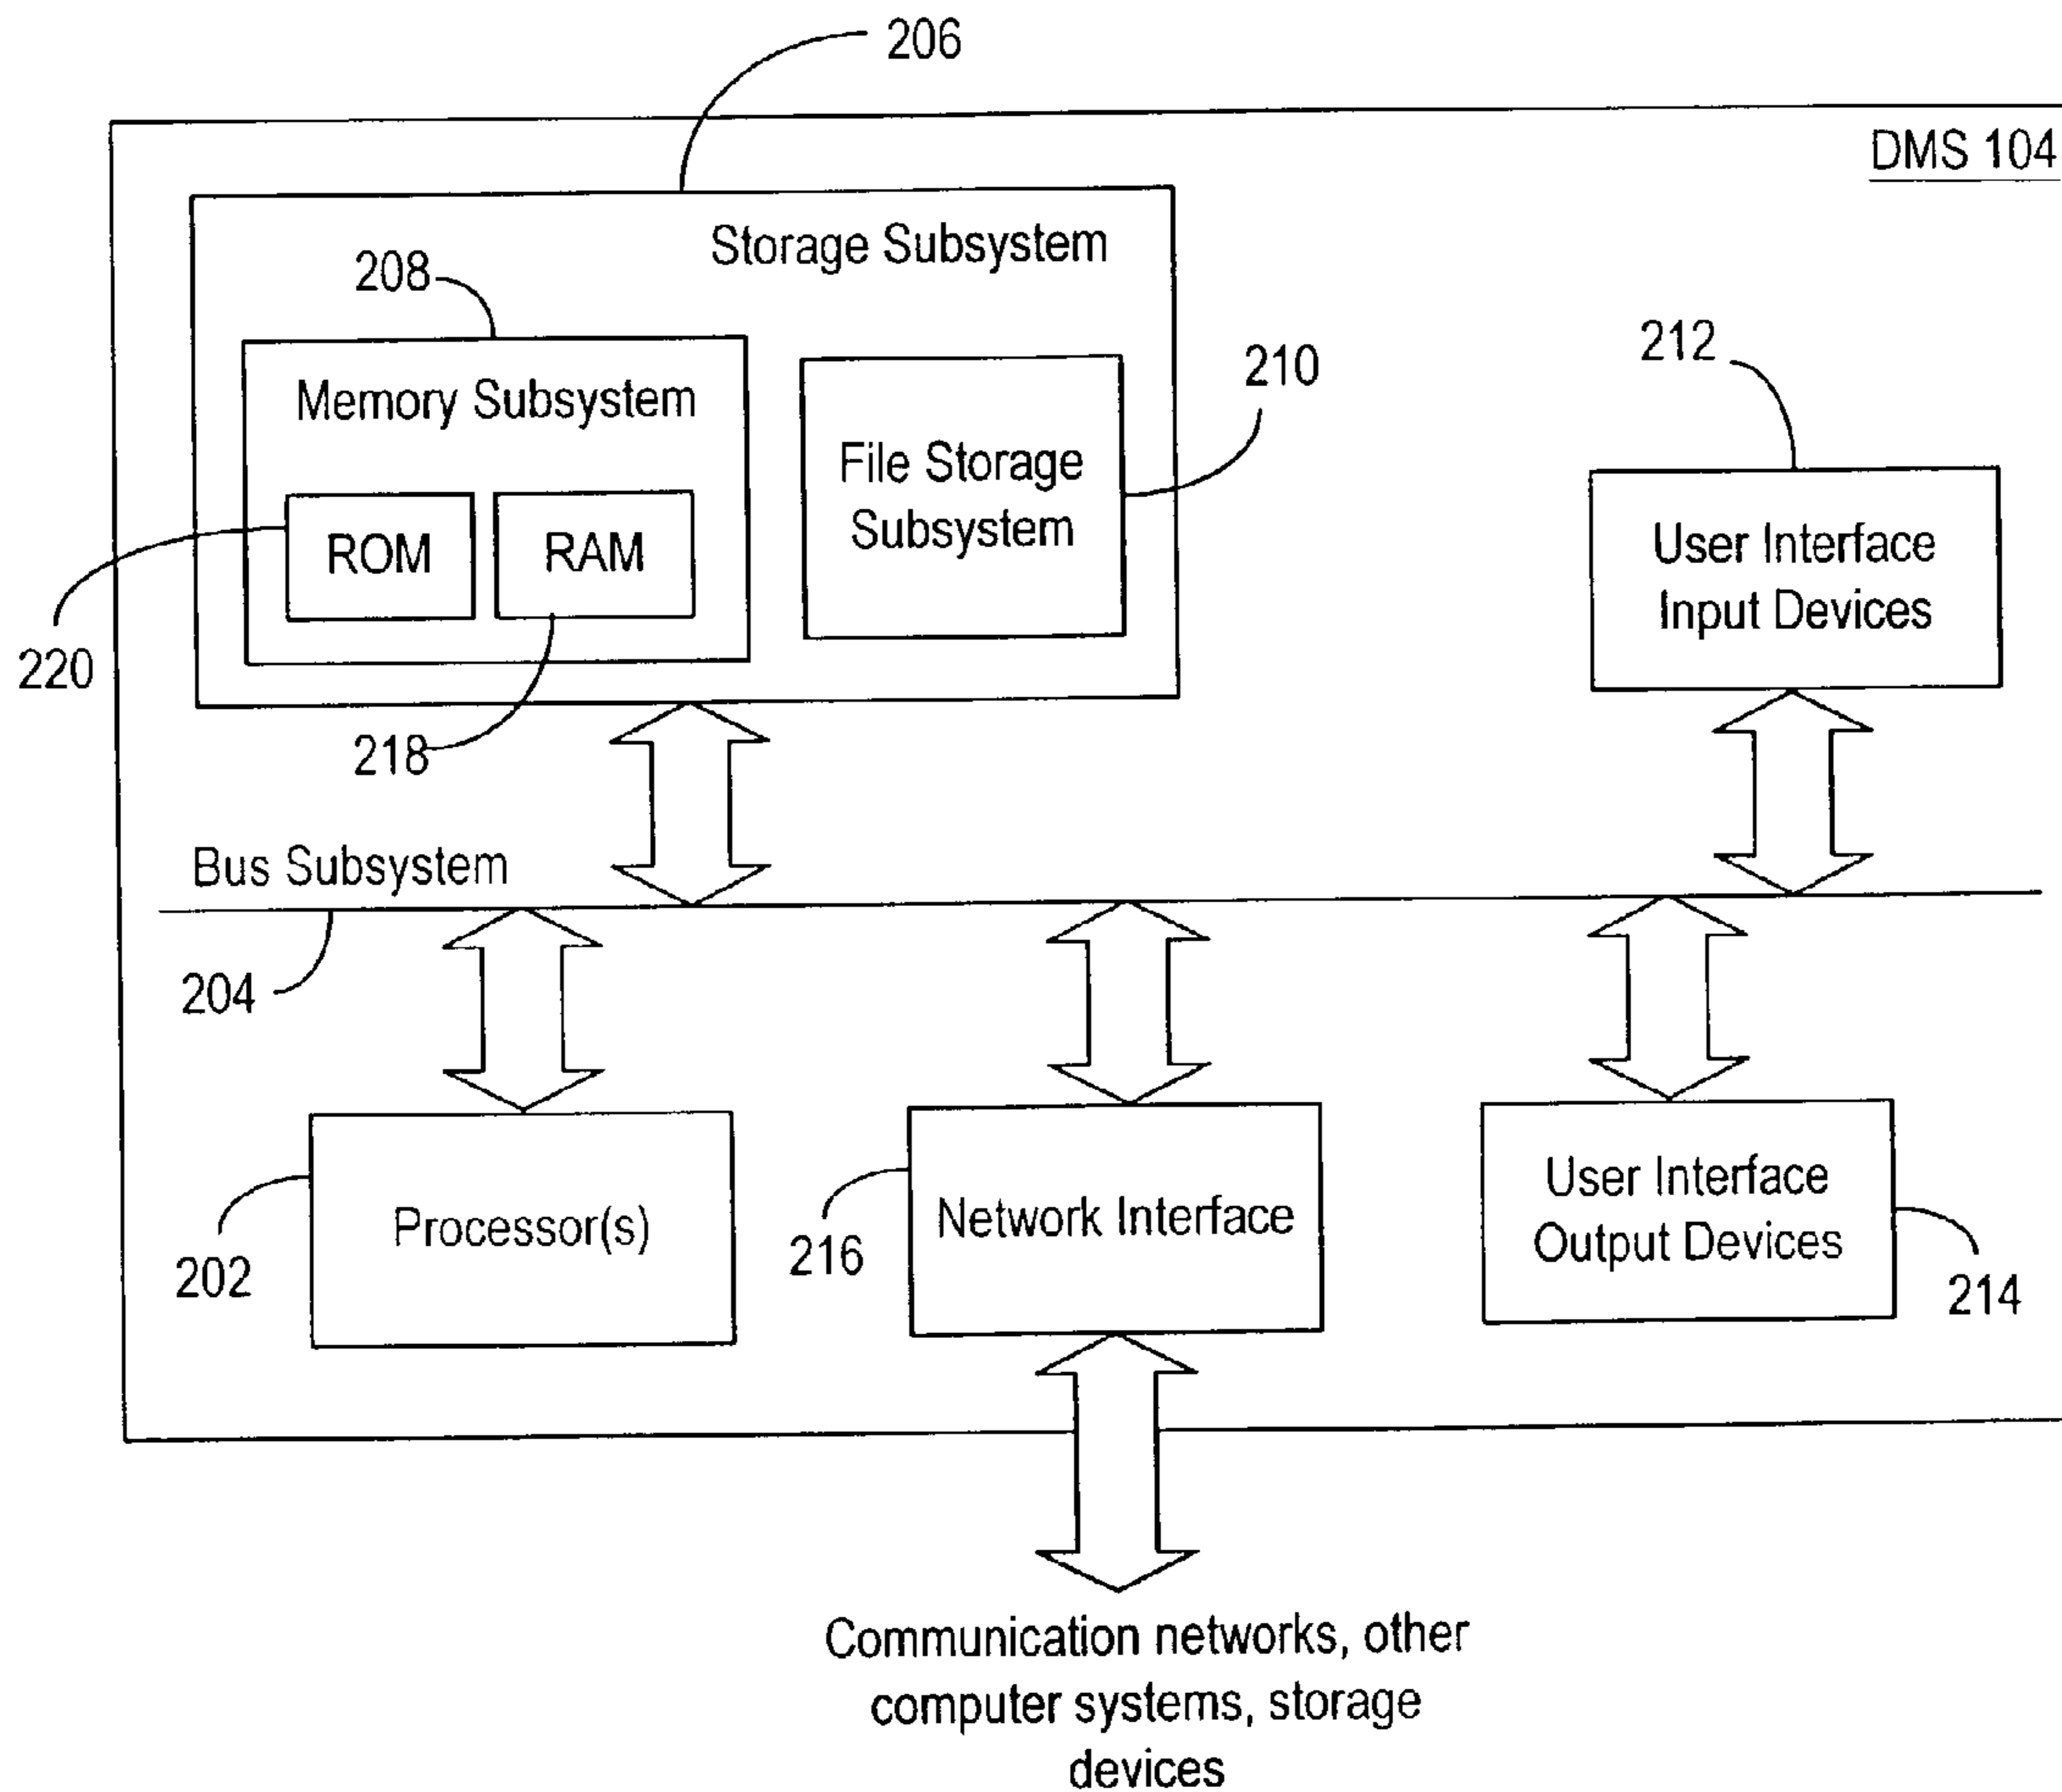 206
DMS 104
Storage Subsystem
208
Memory Subsystem
210
212
File Storage
Subsystem
ROM
RAM
User Interface
Input Devices
220
218
Bus Subsystem
204
Processor(s)
202
Network Interface
216
User Interface
Output Devices
214
Communication networks, other
computer systems, storage
devices